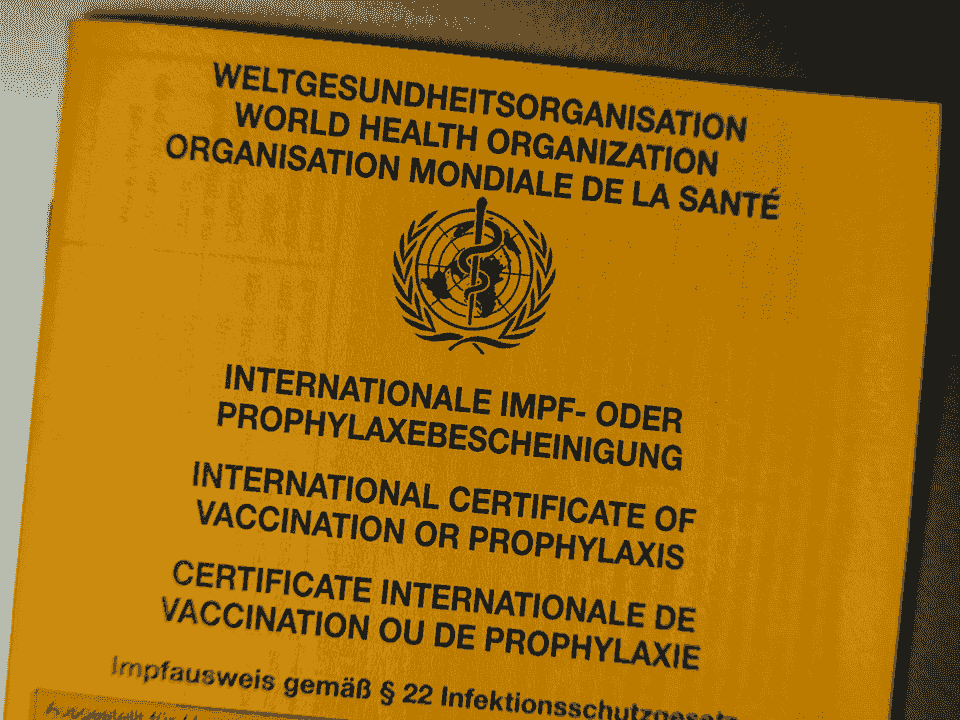 WELTGESUNDHEITSORGANISATION
WORLD HEALTH ORGANIZATION
ORGANISATION MONDIALE DE LA SANTÉ
INTERNATIONALE IMPF- ODER
PROPHYLAXEBESCHEINIGUNG
INTERNATIONAL CERTIFICATE OF
VACCINATION OR PROPHYLAXIS
CERTIFICATE INTERNATIONALE DE
VACCINATION OU DE PROPHYLAXIE
Impfausweis gemäß § 22 Infektionsschutzgesetz